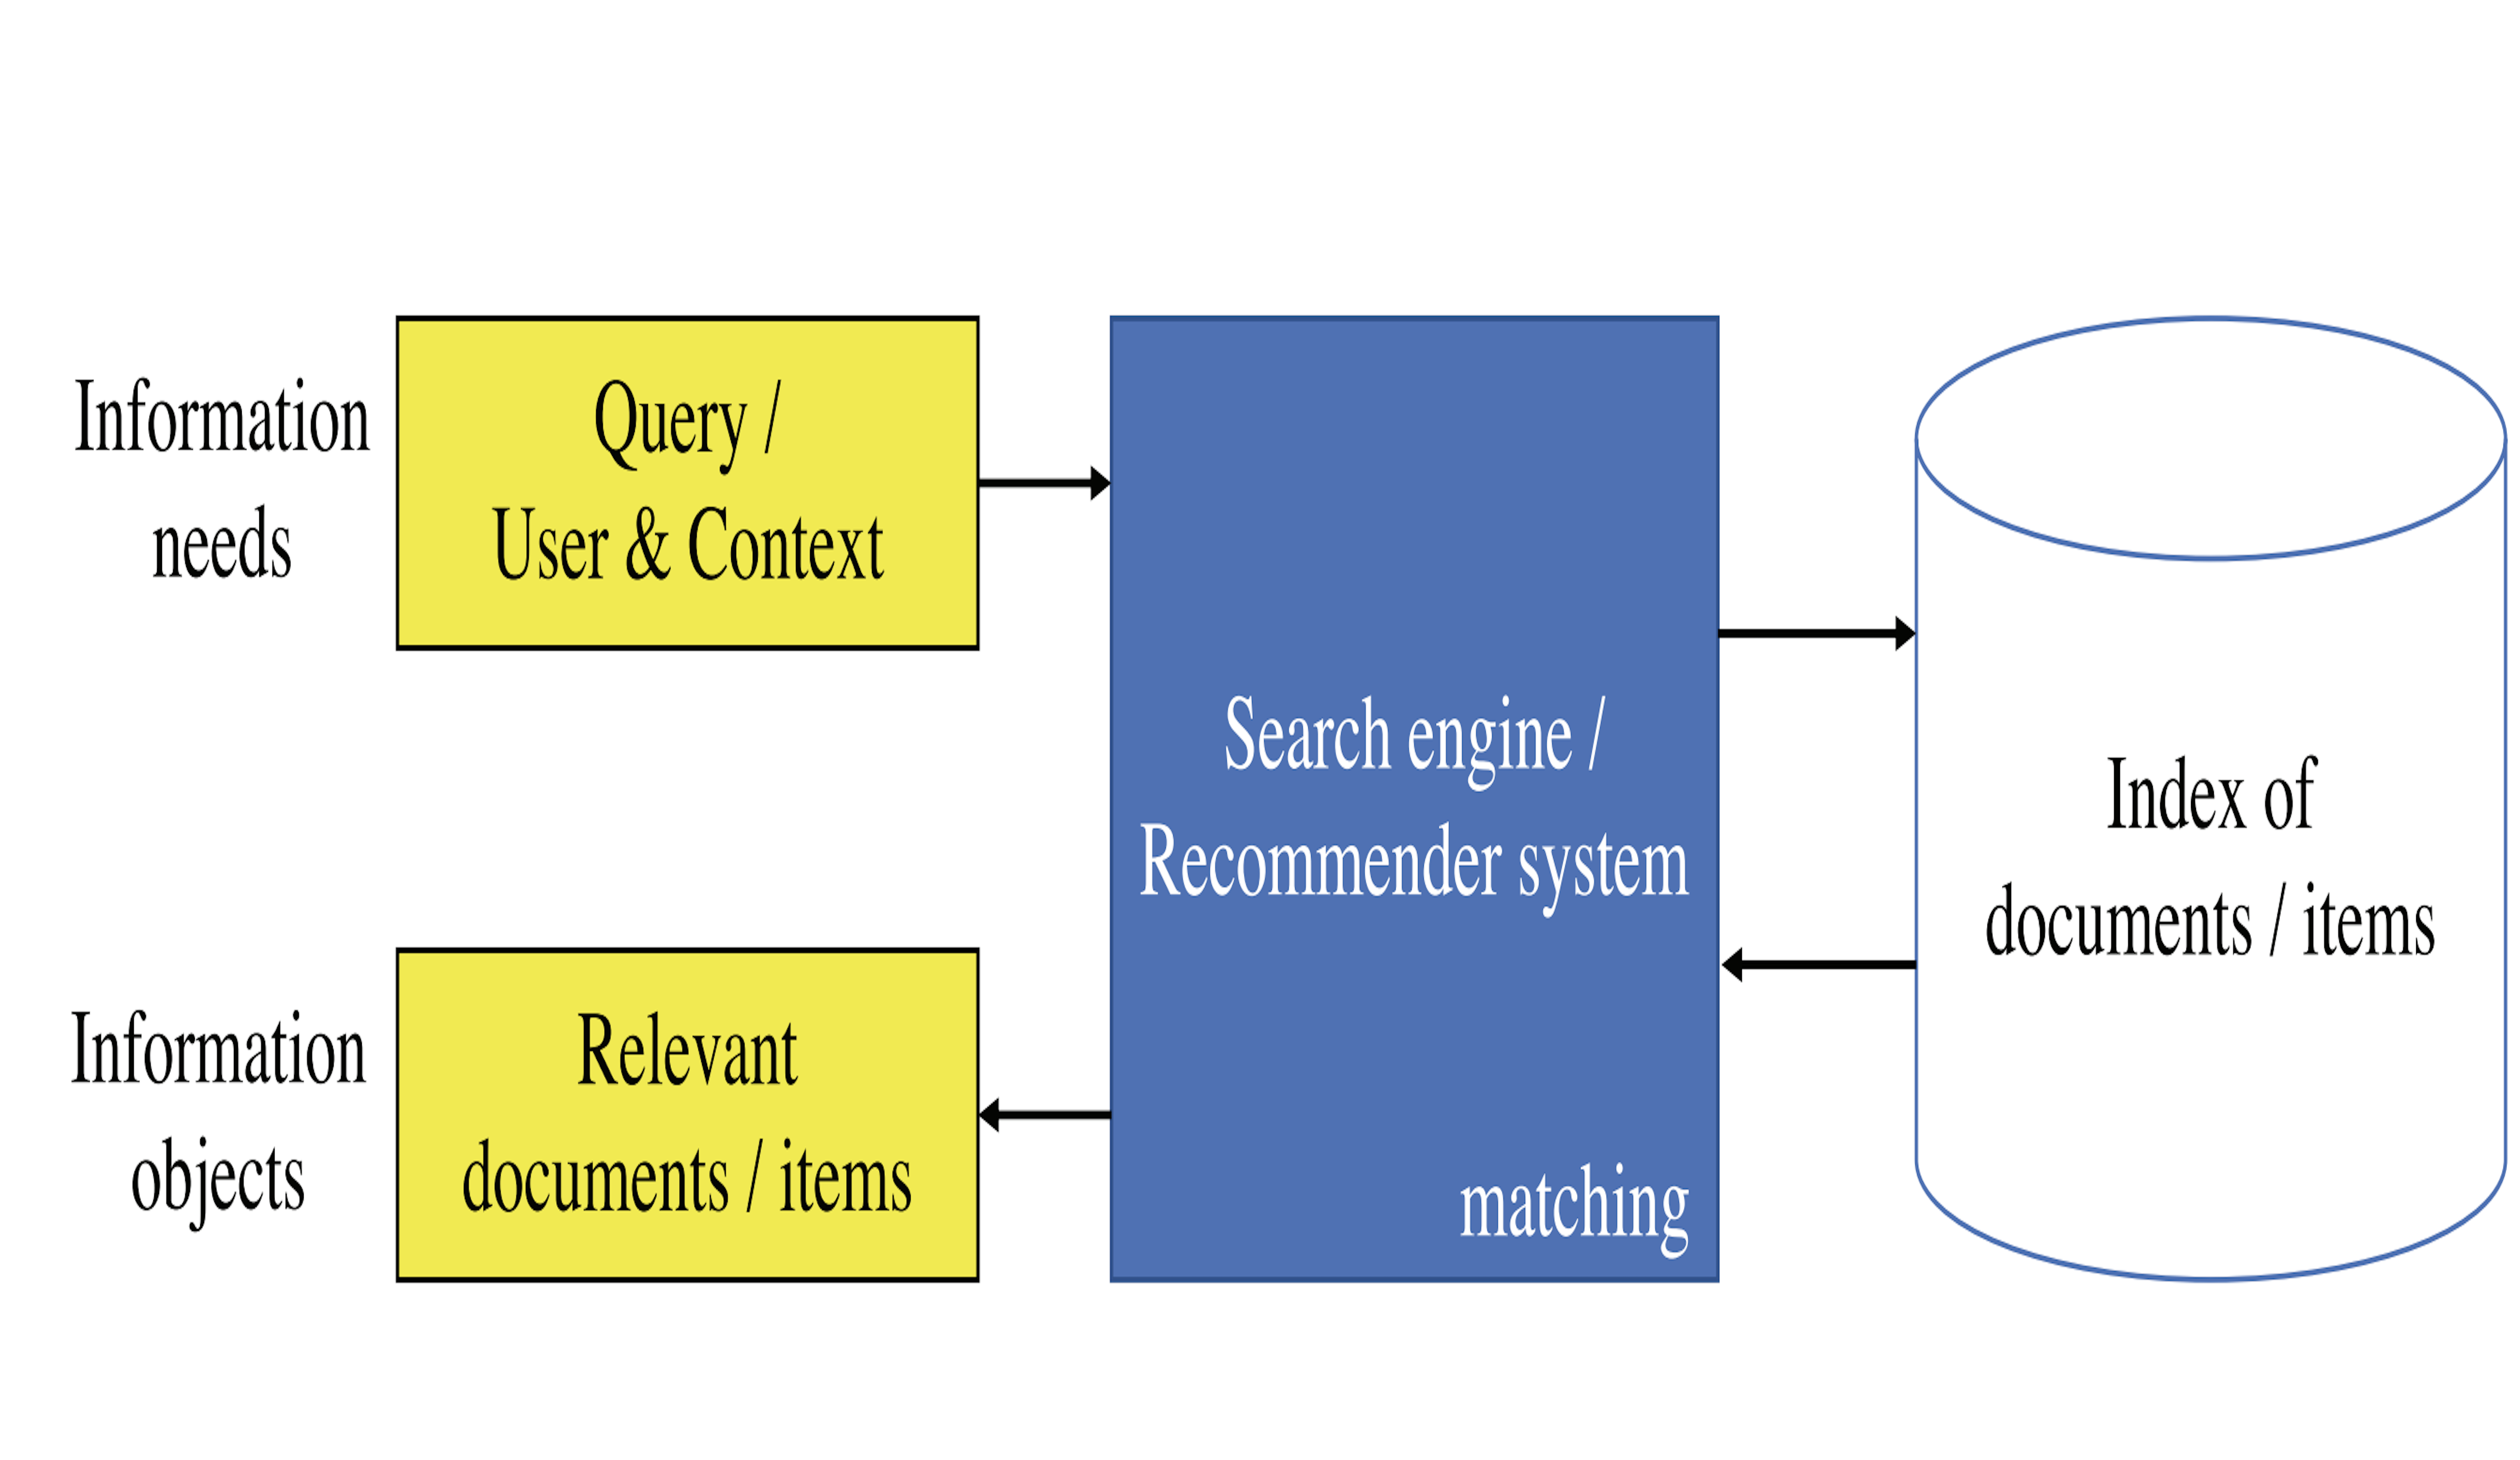 Information
needs
Query /
User & Context
Search engine /
Recommender system
matching
Index of
documents / items
Information
objects
Relevant
documents / items